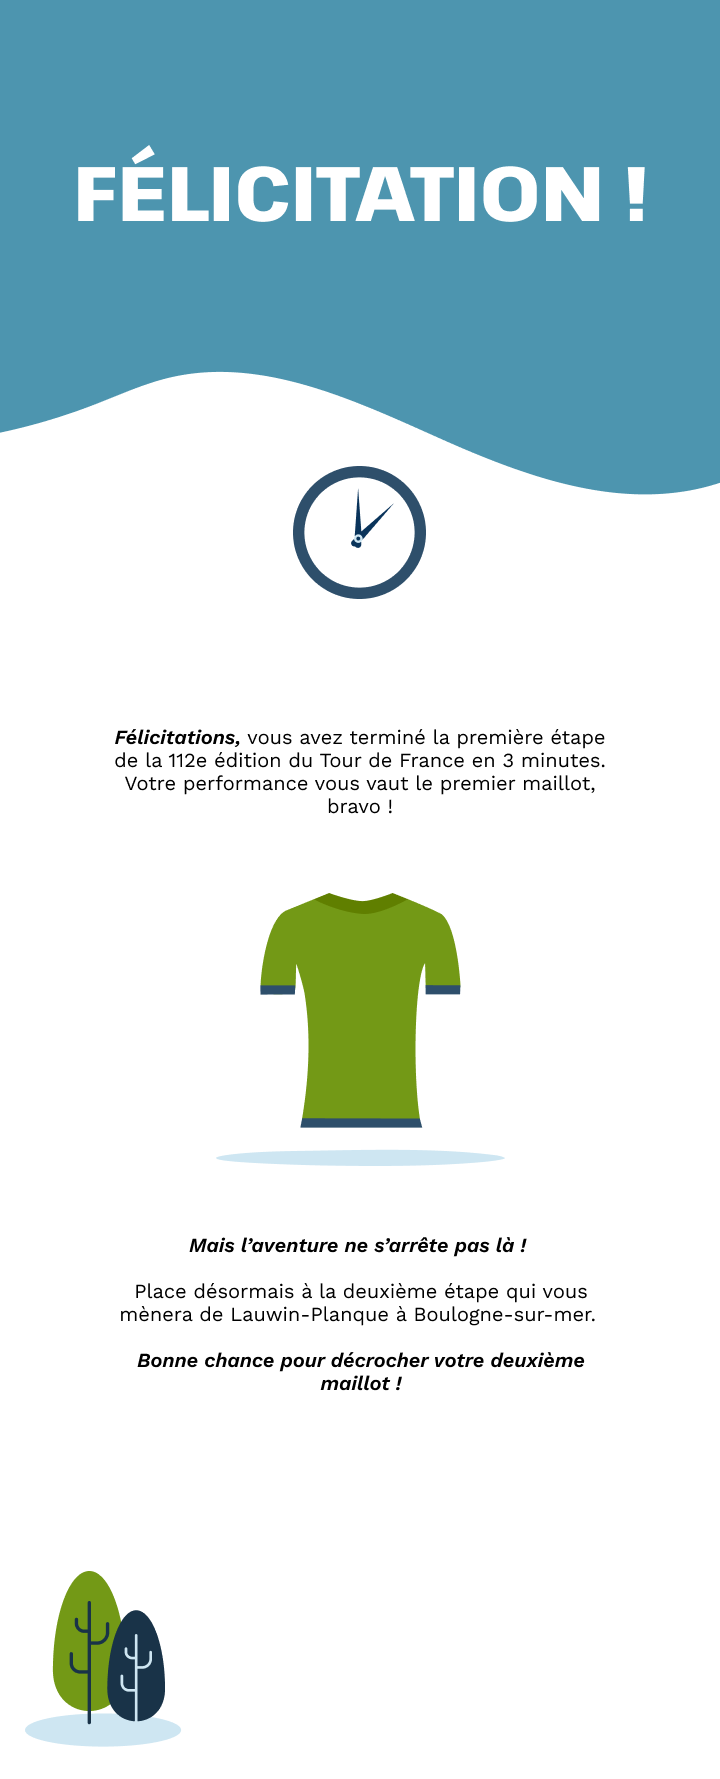 FÉLICITATION !
Félicitations, vous avez terminé la première étape
de la 112e édition du Tour de France en 3 minutes.
Votre performance vous vaut le premier maillot,
bravo !
Mais l’aventure ne s’arrête pas là !
Place désormais à la deuxième étape qui vous
mènera de Lauwin-Planque à Boulogne-sur-mer.
Bonne chance pour décrocher votre deuxième
maillot !